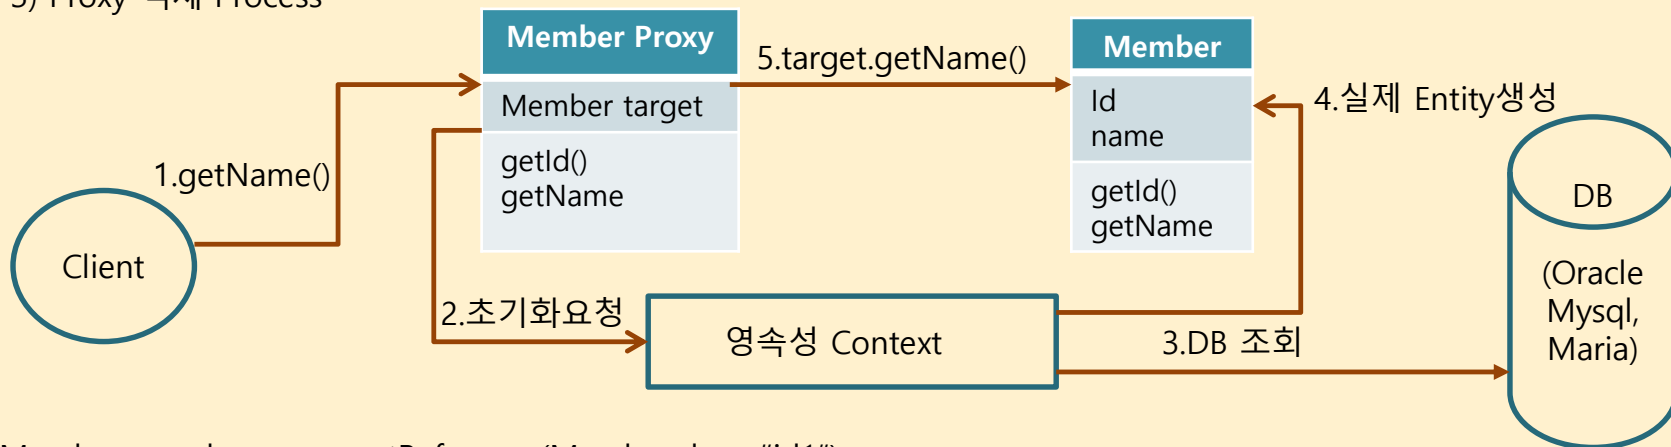 Proxy
Process
Member Proxy
Member target
getId()
getName
5.target.getName()
Member
Id
name
getId()
getName
4.실제 Entity생성
1.getName()
Client
2.초기화요청
영속성 Context
3.DB 조회
DB
(Oracle
Mysql,
Maria)